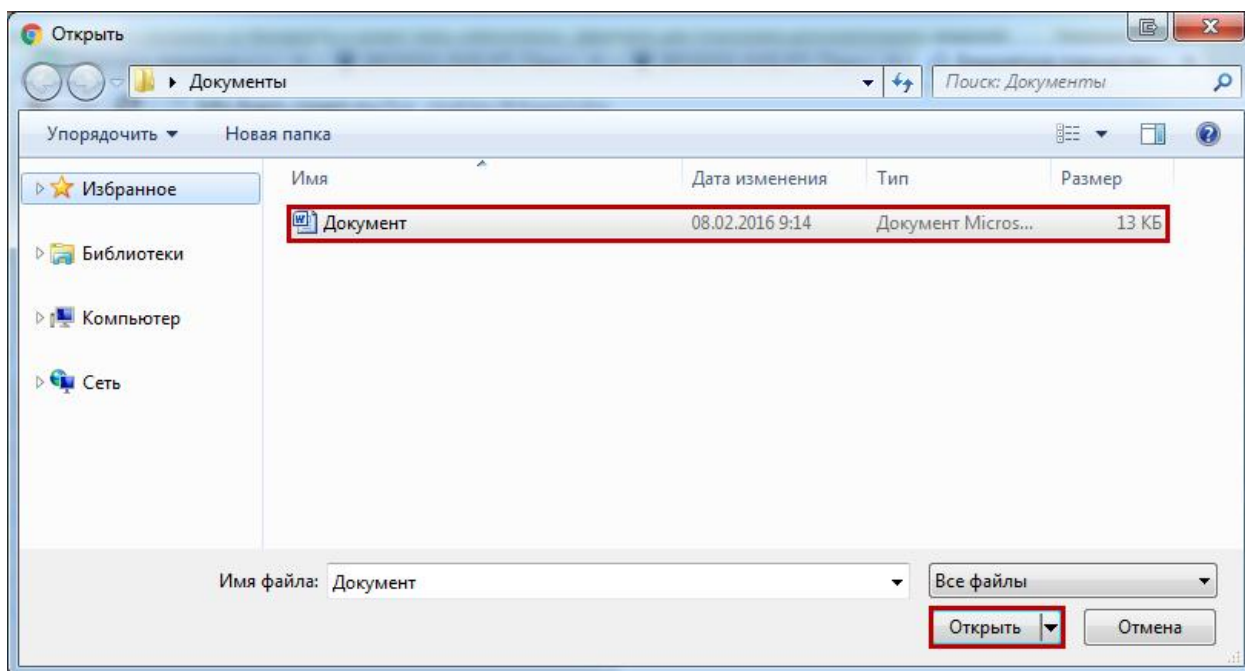 Открыть
Документы
Поиск: Документы
Упорядочить
Новая папка
Имя Дата изменения Тип Размер
Избранное
Документ 08.02.2016 9:14 Документ Micros... 13 КБ
Библиотеки
Компьютер
Сеть
Имя файла: Документ Все файлы
Открыть Отмена